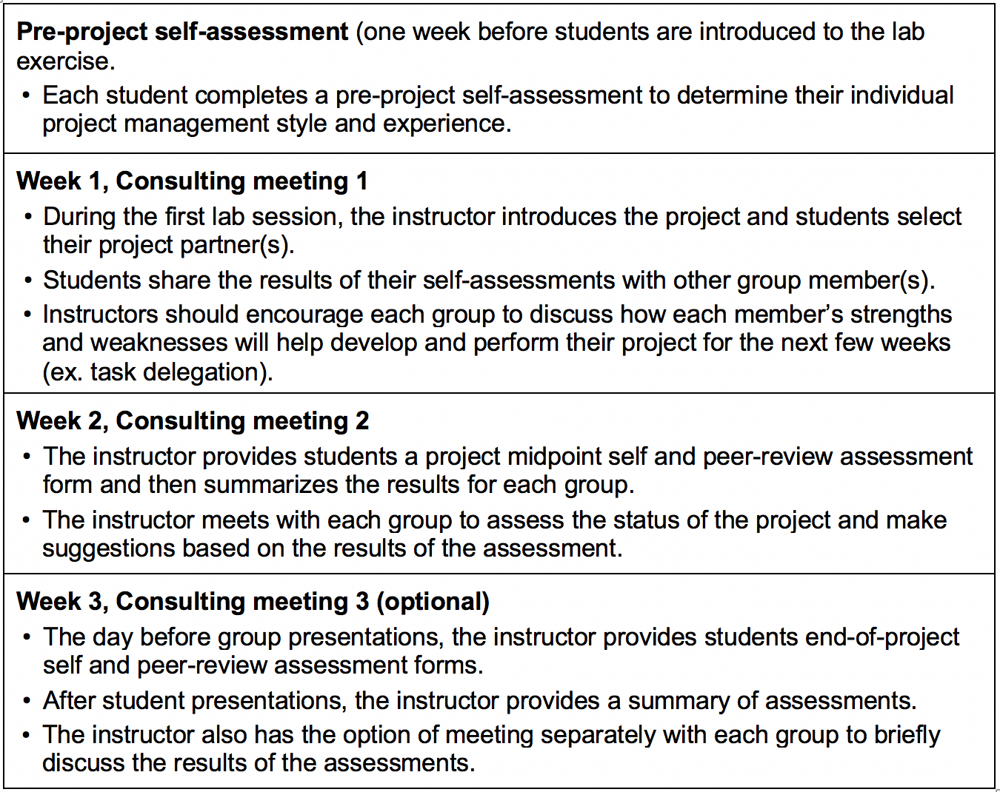 Pre-project self-assessment (one week before students are introduced to the lab
exercise.
• Each student completes a pre-project self-assessment to determine their individual
project management style and experience.
Week 1, Consulting meeting 1
• During the first lab session, the instructor introduces the project and students select
their project partner(s).
• Students share the results of their self-assessments with other group member(s).
• Instructors should encourage each group to discuss how each member’s strengths
and weaknesses will help develop and perform their project for the next few weeks
(ex. task delegation).
Week 2, Consulting meeting 2
• The instructor provides students a project midpoint self and peer-review assessment
form and then summarizes the results for each group.
• The instructor meets with each group to assess the status of the project and make
suggestions based on the results of the assessment.
Week 3, Consulting meeting 3 (optional)
• The day before group presentations, the instructor provides students end-of-project
self and peer-review assessment forms.
• After student presentations, the instructor provides a summary of assessments.
• The instructor also has the option of meeting separately with each group to briefly
discuss the results of the assessments.